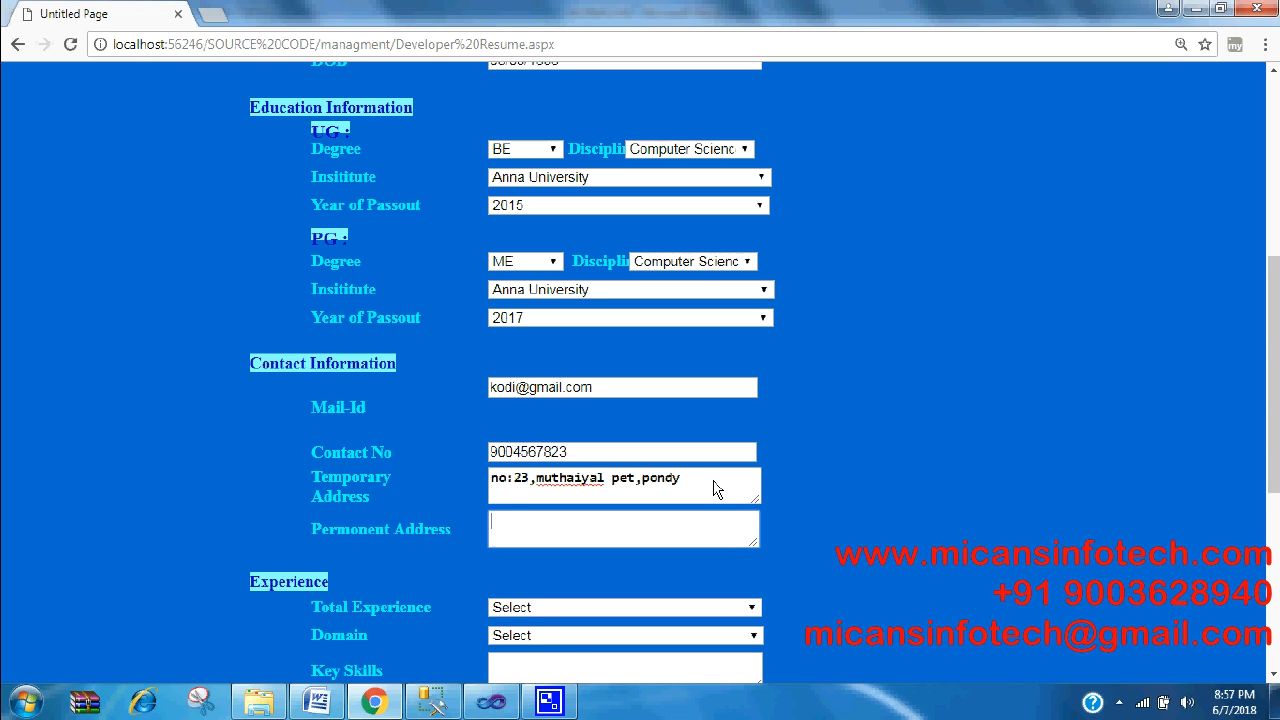 Untitled Page
localhost:56246/SOURCE%20CODE/managment/Developer%20Resume.aspx
my
DOB
Education Information
UG :
Degree BE Disciplin Computer Scienc
Insititute Anna University
Year of Passout 2015
PG :
Degree ME Disciplin Computer Scienc
Insititute Anna University
Year of Passout 2017
Contact Information
kodi@gmail.com
Mail-Id
Contact No 9004567823
Temporary no:23,muthaiyal pet,pondy
Address
Permonent Address
www.micansinfotech.com
Experience
+91 9003628940
Total Experience Select
Domain Select
micansinfotech@gmail.com
Key Skills
8:57 PM
6/7/2018